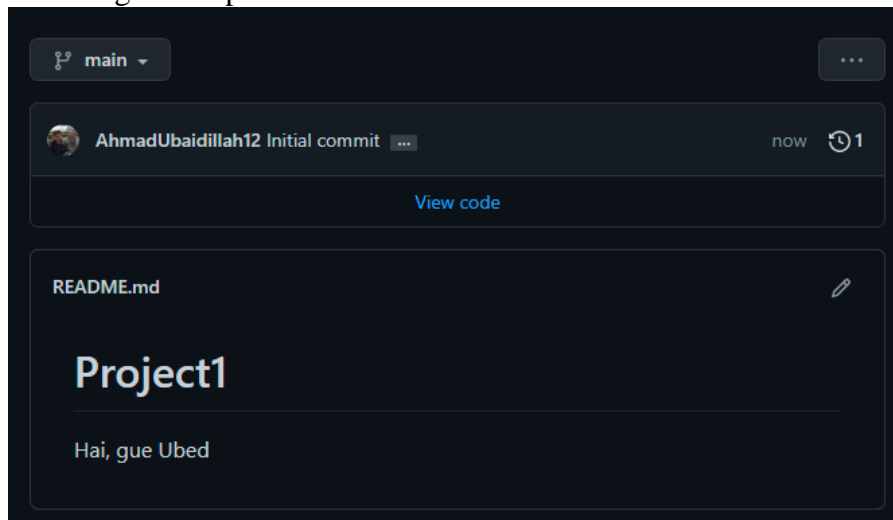 main
AhmadUbaidillah12 Initial commit ... now 1
View code
README.md
Project1
Hai, gue Ubed